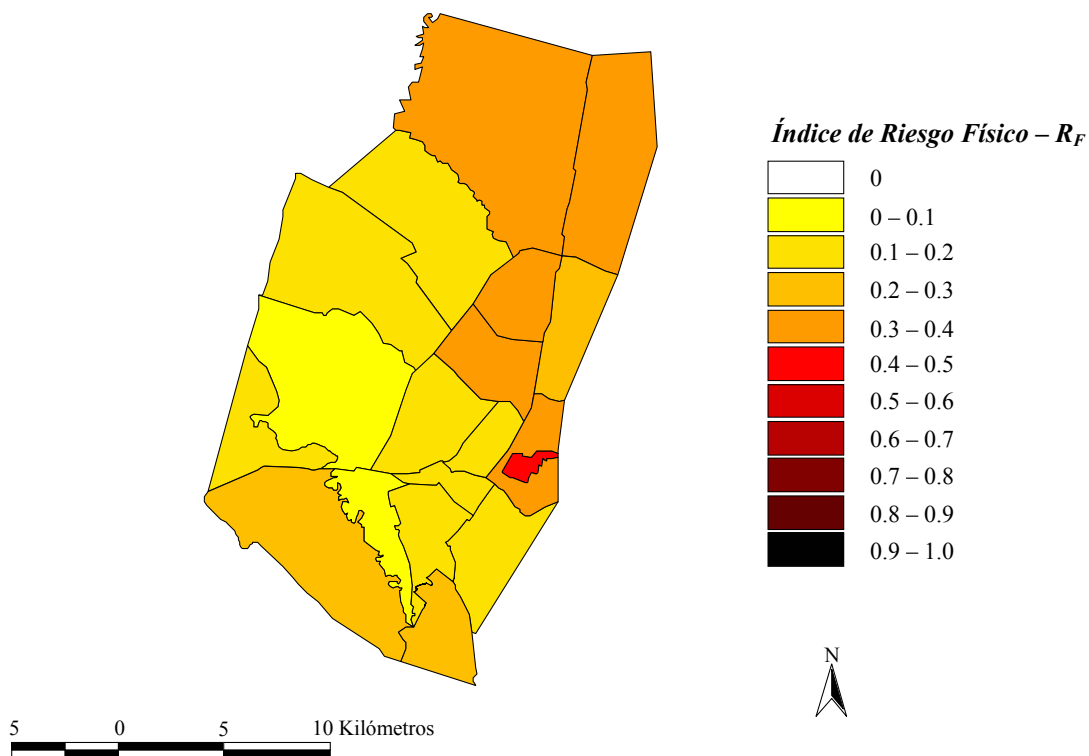 Índice de Riesgo Físico – RF
0
0 – 0.1
0.1 – 0.2
0.2 – 0.3
0.3 – 0.4
0.4 – 0.5
0.5 – 0.6
0.6 – 0.7
0.7 – 0.8
0.8 – 0.9
0.9 – 1.0
N
5 0 5 10 Kilómetros